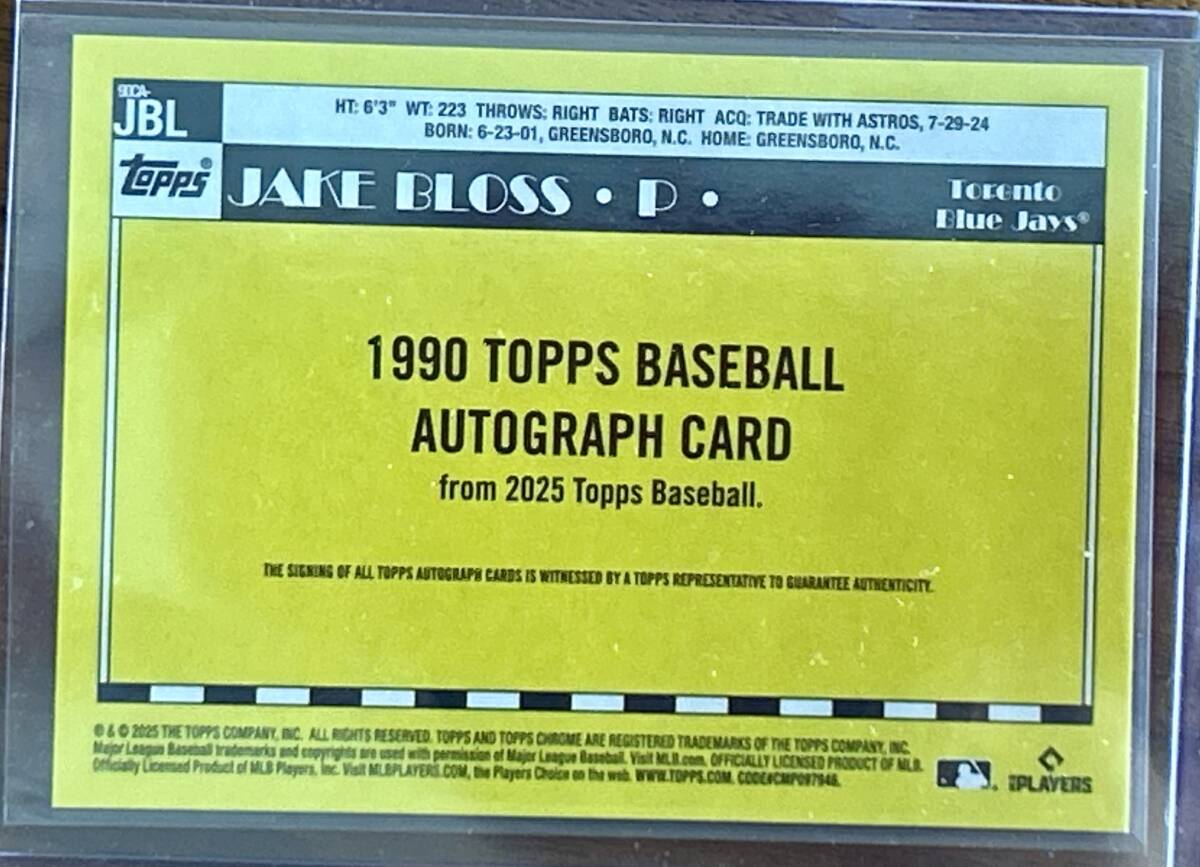 90CA-
JBL
HT: 6'3" WT: 223 THROWS: RIGHT BATS: RIGHT ACQ: TRADE WITH ASTROS, 7-29-24
BORN: 6-23-01, GREENSBORO, N.C. HOME: GREENSBORO, N.C.
topps®
JAKE BLOSS • P •
Toronto
Blue Jays®
1990 TOPPS BASEBALL
AUTOGRAPH CARD
from 2025 Topps Baseball.
THE SIGNING OF ALL TOPPS AUTOGRAPH CARDS IS WITNESSED BY A TOPPS REPRESENTATIVE TO GUARANTEE AUTHENTICITY.
® & © 2025 THE TOPPS COMPANY, INC. ALL RIGHTS RESERVED. TOPPS AND TOPPS CHROME ARE REGISTERED TRADEMARKS OF THE TOPPS COMPANY, INC.
Major League Baseball trademarks and copyrights are used with permission of Major League Baseball. Visit MLB.com. OFFICIALLY LICENSED PRODUCT OF MLB
Officially Licensed Product of MLB Players, Inc. Visit MLBPLAYERS.COM, the Players Choice on the web. WWW.TOPPS.COM. CODE#CMP097946.
PLAYERS